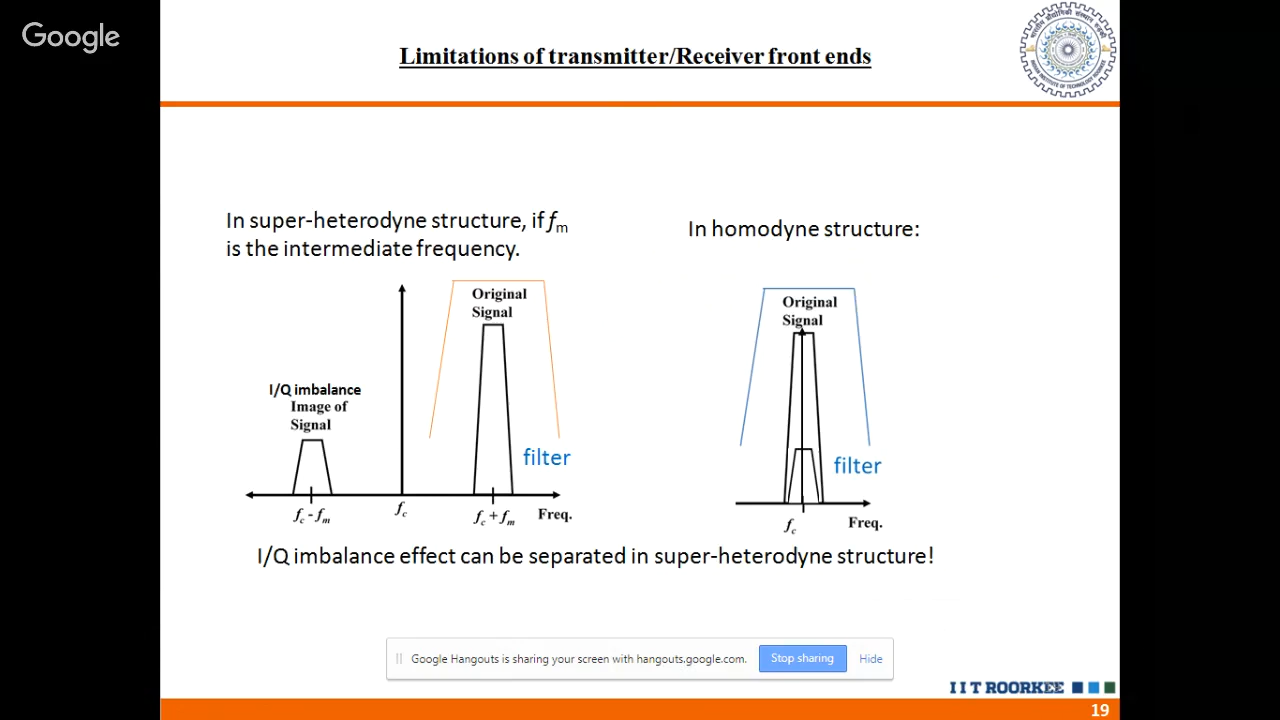 Google
Limitations of transmitter/Receiver front ends
In super-heterodyne structure, if fm
is the intermediate frequency.
In homodyne structure:
Original
Signal
I/Q imbalance
Image of
Signal
filter
fc - fm
fc
fc + fm
Freq.
Original
Signal
filter
fc
Freq.
I/Q imbalance effect can be separated in super-heterodyne structure!
Google Hangouts is sharing your screen with hangouts.google.com.
Stop sharing
Hide
I I T ROORKEE
19